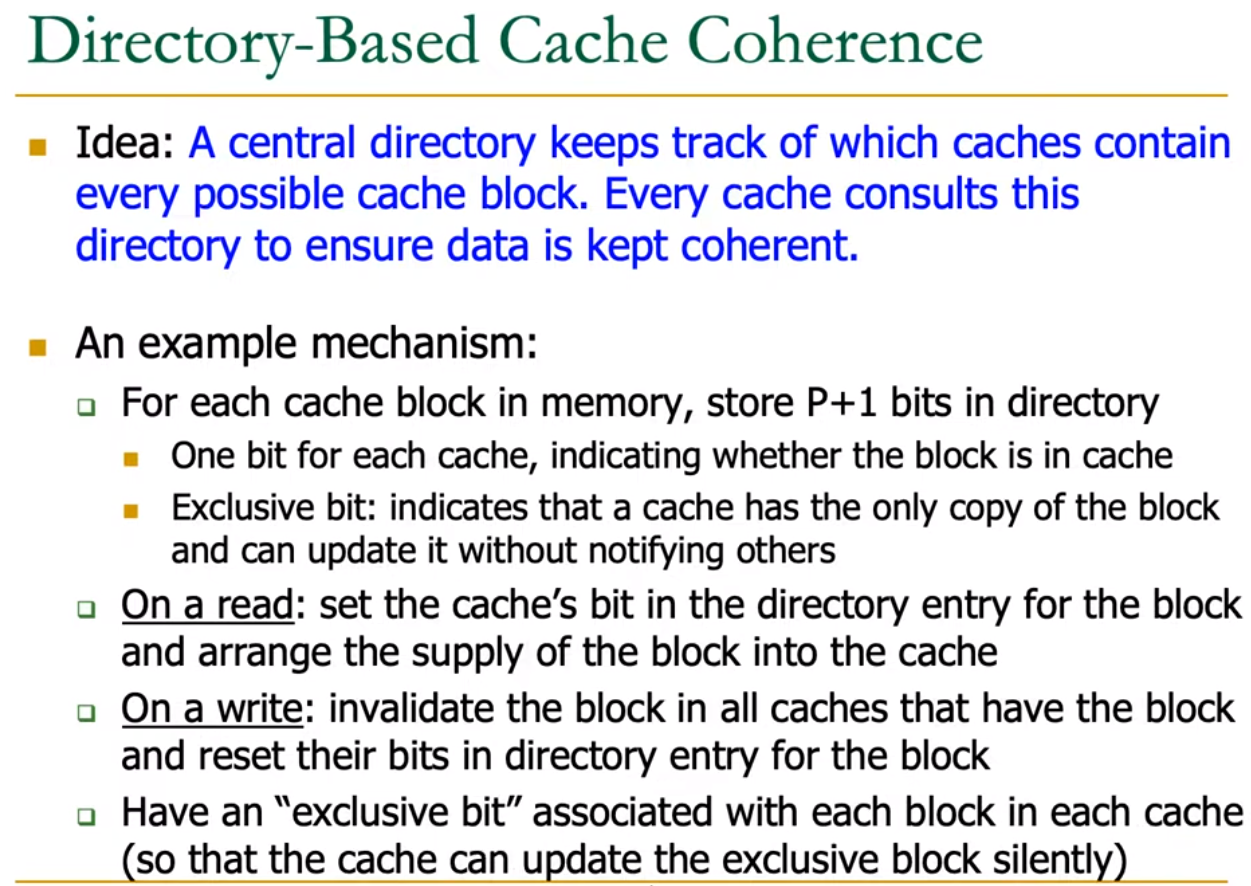 Directory-Based Cache Coherence
Idea: A central directory keeps track of which caches contain
every possible cache block. Every cache consults this
directory to ensure data is kept coherent.
An example mechanism:
For each cache block in memory, store P+1 bits in directory
One bit for each cache, indicating whether the block is in cache
Exclusive bit: indicates that a cache has the only copy of the block
and can update it without notifying others
On a read: set the cache’s bit in the directory entry for the block
and arrange the supply of the block into the cache
On a write: invalidate the block in all caches that have the block
and reset their bits in directory entry for the block
Have an “exclusive bit” associated with each block in each cache
(so that the cache can update the exclusive block silently)